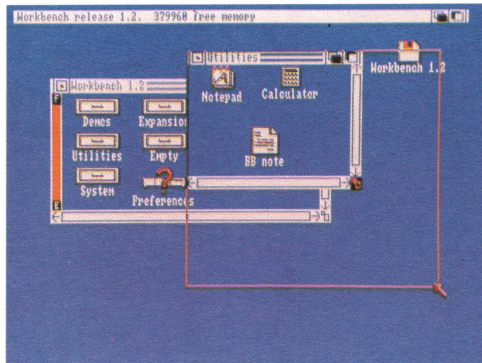 Workbench release 1.2.  379960 free memory
Utilities
Workbench 1.2
Workbench 1.2
Notepad
Calculator
Demos
Expansion
Utilities
Empty
BB note
System
Preferences
F
E